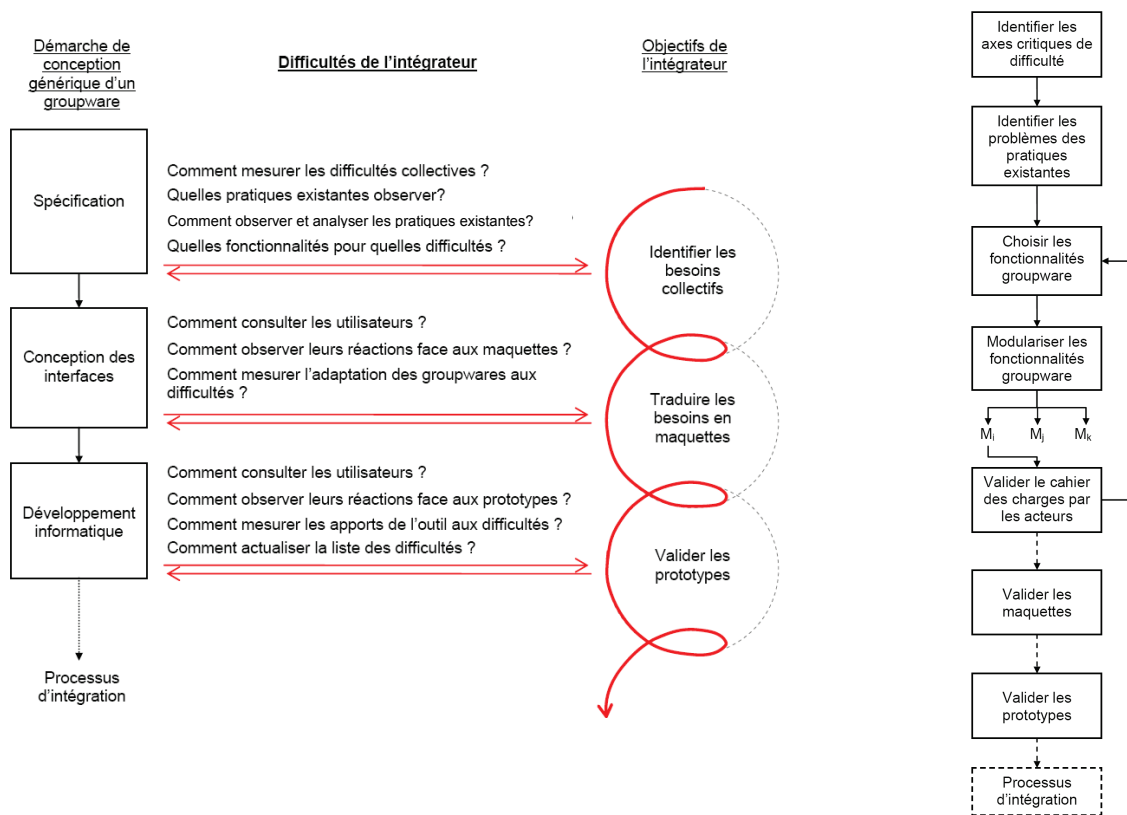 Démarche de
conception
générique d'un
groupware
Difficultés de l'intégrateur
Objectifs de
l'intégrateur
Spécification
Comment mesurer les difficultés collectives ?
Quelles pratiques existantes observer?
Comment observer et analyser les pratiques existantes?
Quelles fonctionnalités pour quelles difficultés ?
Identifier les
besoins
collectifs
Conception des
interfaces
Comment consulter les utilisateurs ?
Comment observer leurs réactions face aux maquettes ?
Comment mesurer l'adaptation des groupwares aux
difficultés ?
Traduire les
besoins en
maquettes
Développement
informatique
Comment consulter les utilisateurs ?
Comment observer leurs réactions face aux prototypes ?
Comment mesurer les apports de l'outil aux difficultés ?
Comment actualiser la liste des difficultés ?
Valider les
prototypes
Processus
d'intégration
Identifier les
axes critiques de
difficulté
Identifier les
problèmes des
pratiques
existantes
Choisir les
fonctionnalités
groupware
Modulariser les
fonctionnalités
groupware
Mi Mj Mk
Valider le cahier
des charges par
les acteurs
Valider les
maquettes
Valider les
prototypes
Processus
d'intégration